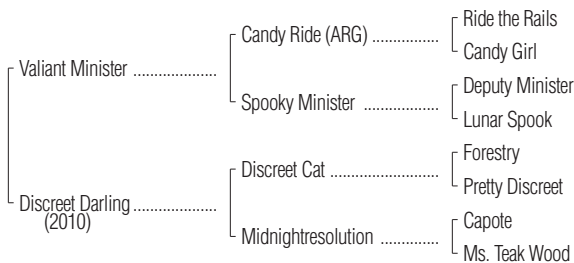 Ride the Rails
Candy Ride (ARG) ................
Candy Girl
Valiant Minister ....................
Deputy Minister
Spooky Minister ..................
Lunar Spook
Forestry
Discreet Cat ..........................
Pretty Discreet
Discreet Darling ....................
(2010)
Capote
Midnightresolution ..............
Ms. Teak Wood